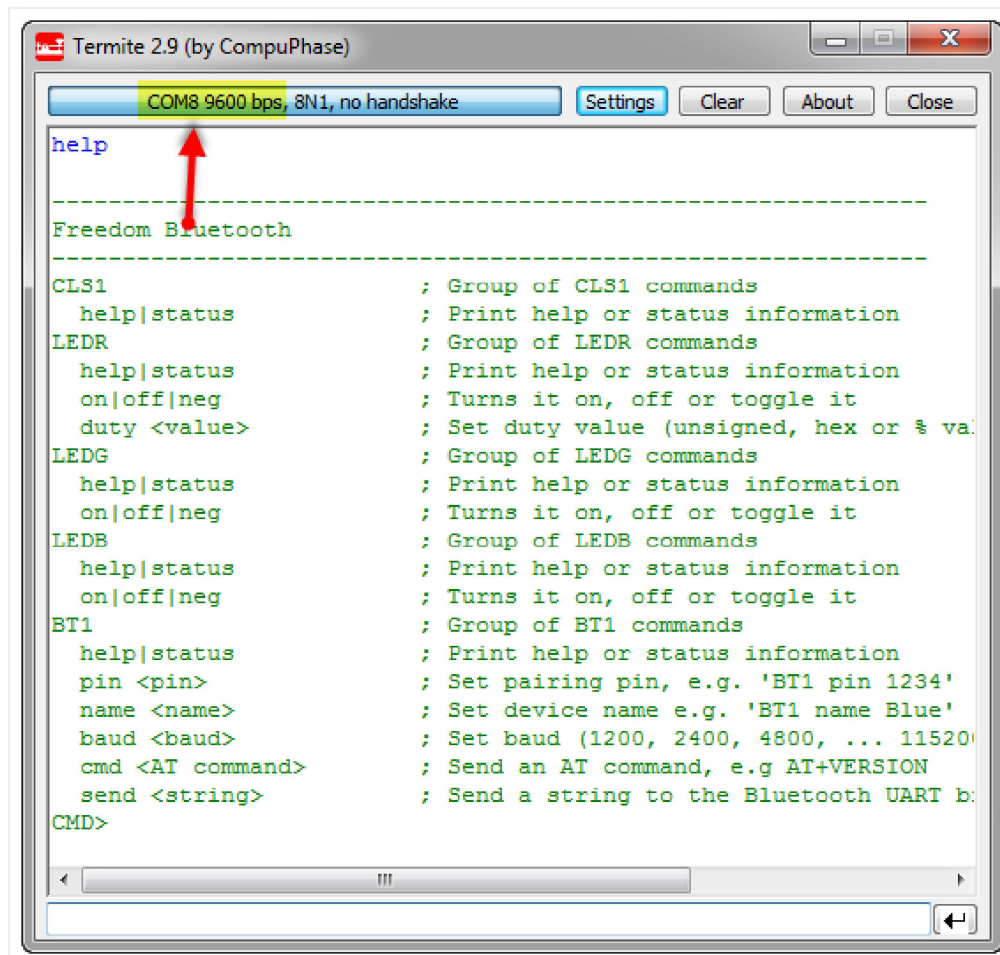 Termite 2.9 (by CompuPhase)
COM8 9600 bps, 8N1, no handshake Settings Clear About Close
help
---------------------------------------------------------------
Freedom Bluetooth
---------------------------------------------------------------
CLS1 ; Group of CLS1 commands
help|status ; Print help or status information
LEDR ; Group of LEDR commands
help|status ; Print help or status information
on|off|neg ; Turns it on, off or toggle it
duty <value> ; Set duty value (unsigned, hex or % va
LEDG ; Group of LEDG commands
help|status ; Print help or status information
on|off|neg ; Turns it on, off or toggle it
LEDB ; Group of LEDB commands
help|status ; Print help or status information
on|off|neg ; Turns it on, off or toggle it
BT1 ; Group of BT1 commands
help|status ; Print help or status information
pin <pin> ; Set pairing pin, e.g. 'BT1 pin 1234'
name <name> ; Set device name e.g. 'BT1 name Blue'
baud <baud> ; Set baud (1200, 2400, 4800, ... 11520
cmd <AT command> ; Send an AT command, e.g AT+VERSION
send <string> ; Send a string to the Bluetooth UART b
CMD>